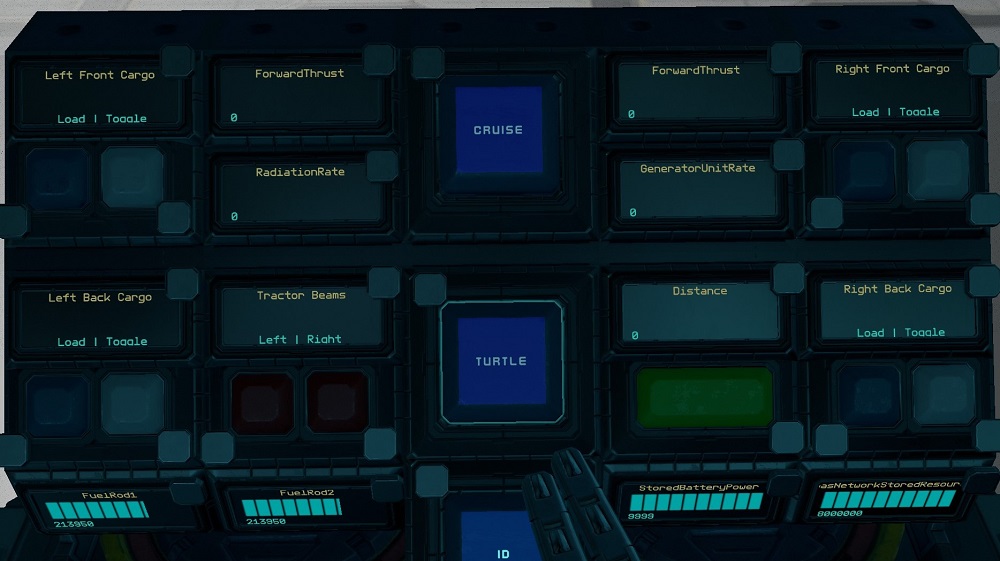 Left Front Cargo
Load | Toggle
ForwardThrust
0
CRUISE
ForwardThrust
0
Right Front Cargo
Load | Toggle
RadiationRate
0
GeneratorUnitRate
0
Left Back Cargo
Load | Toggle
Tractor Beams
Left | Right
TURTLE
Distance
0
Right Back Cargo
Load | Toggle
FuelRod1
213950
FuelRod2
213950
ID
StoredBatteryPower
9999
asNetworkStoredResour
8000000